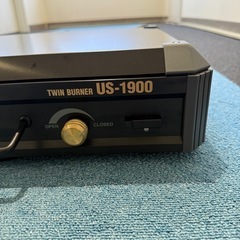 TWIN BURNER US-1900
OPEN CLOSED